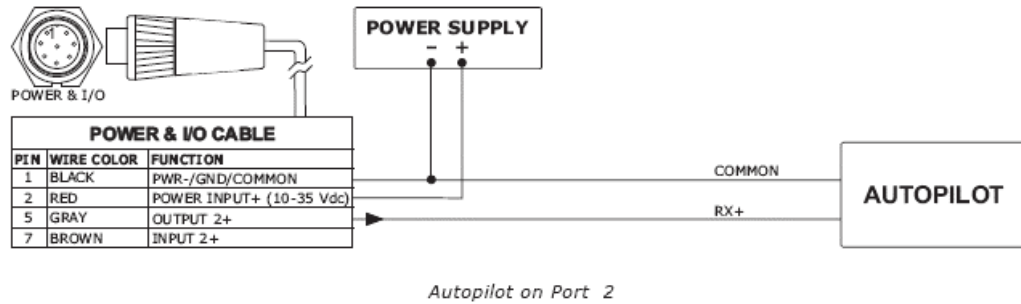 POWER SUPPLY
- +
1
POWER & I/O
POWER & I/O CABLE
PIN WIRE COLOR FUNCTION
1 BLACK PWR-/GND/COMMON
2 RED POWER INPUT+ (10-35 Vdc)
5 GRAY OUTPUT 2+
7 BROWN INPUT 2+
COMMON
RX+
AUTOPILOT
Autopilot on Port 2